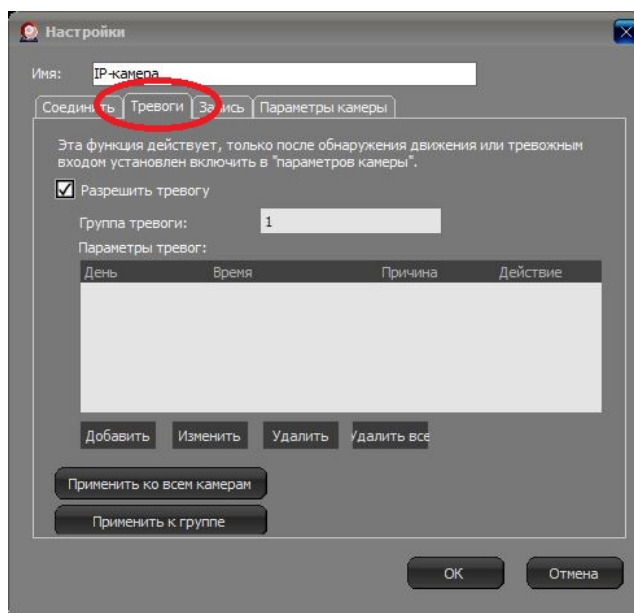 Настройки
Имя: IP-камера
Соединить Тревоги Запись Параметры камеры
Эта функция действует, только после обнаружения движения или тревожным
входом установлен включить в "параметров камеры".
Разрешить тревогу
Группа тревоги: 1
Параметры тревог:
День Время Причина Действие
Добавить Изменить Удалить Удалить все
Применить ко всем камерам
Применить к группе
OK Отмена